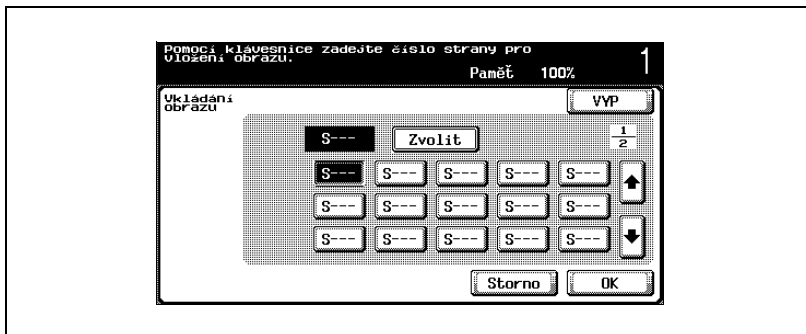 Pomocí klávesnice zadejte číslo strany pro
vložení obrazu.
Paměť 100% 1
Vkládání
obrazu
VYP
S--- Zvolit 1/2
S--- S--- S--- S--- S---
S--- S--- S--- S--- S---
S--- S--- S--- S--- S---
Storno OK